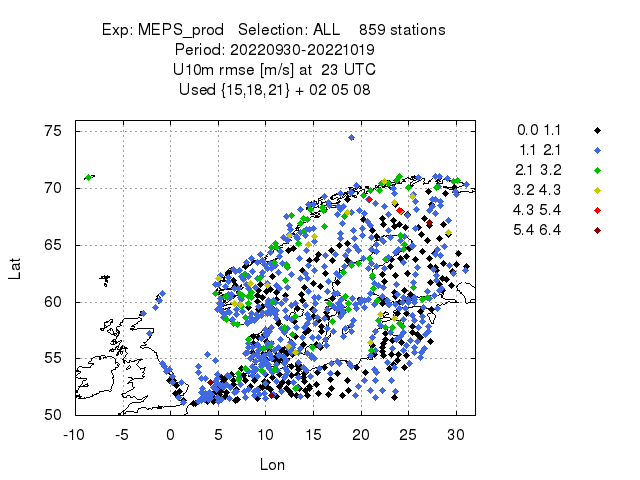 Exp: MEPS_prod Selection: ALL 859 stations
Period: 20220930-20221019
U10m rmse [m/s] at 23 UTC
Used {15,18,21} + 02 05 08
75
70
65
60
55
50
Lat
-10 -5 0 5 10 15 20 25 30
Lon
0.0 1.1
1.1 2.1
2.1 3.2
3.2 4.3
4.3 5.4
5.4 6.4